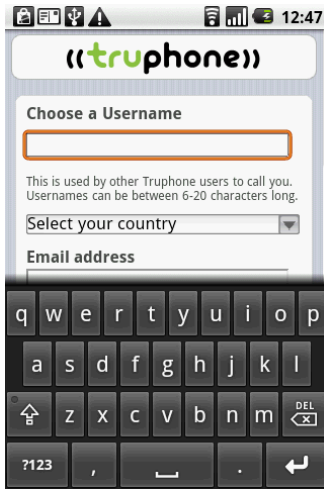 12:47
((truphone))
Choose a Username
This is used by other Truphone users to call you.
Usernames can be between 6-20 characters long.
Select your country
Email address
q w e r t y u i o p
a s d f g h j k l
z x c v b n m DEL
?123 , .